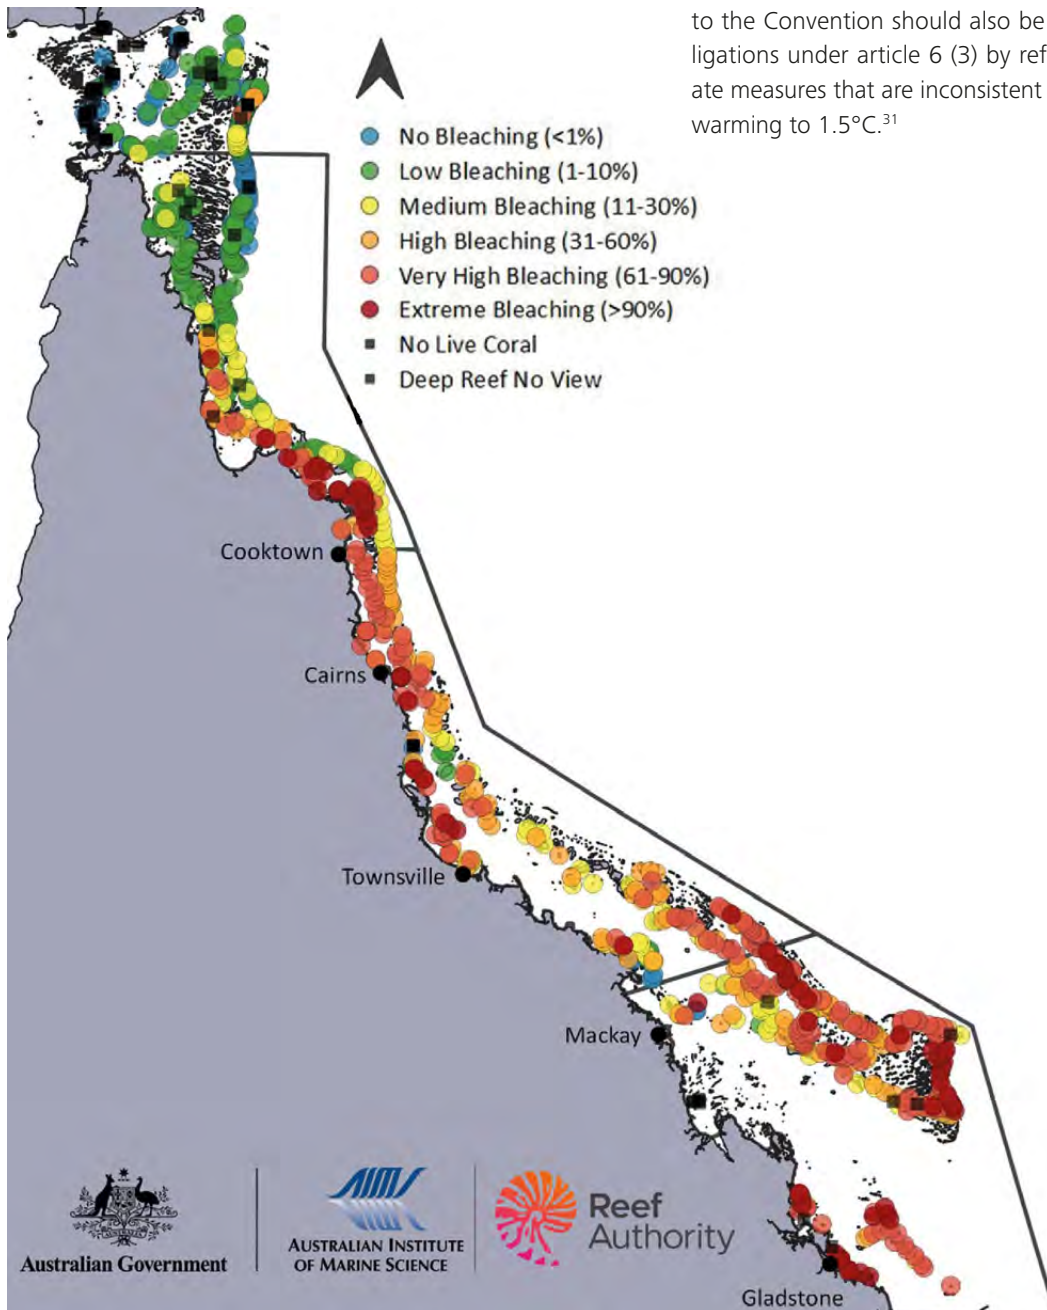 to the Convention should also be
ligations under article 6 (3) by ref
ate measures that are inconsistent
warming to 1.5°C.³¹
No Bleaching (<1%)
Low Bleaching (1-10%)
Medium Bleaching (11-30%)
High Bleaching (31-60%)
Very High Bleaching (61-90%)
Extreme Bleaching (>90%)
No Live Coral
Deep Reef No View
Cooktown
Cairns
Townsville
Mackay
Australian Government
AIMS
AUSTRALIAN INSTITUTE
OF MARINE SCIENCE
Reef
Authority
Gladstone